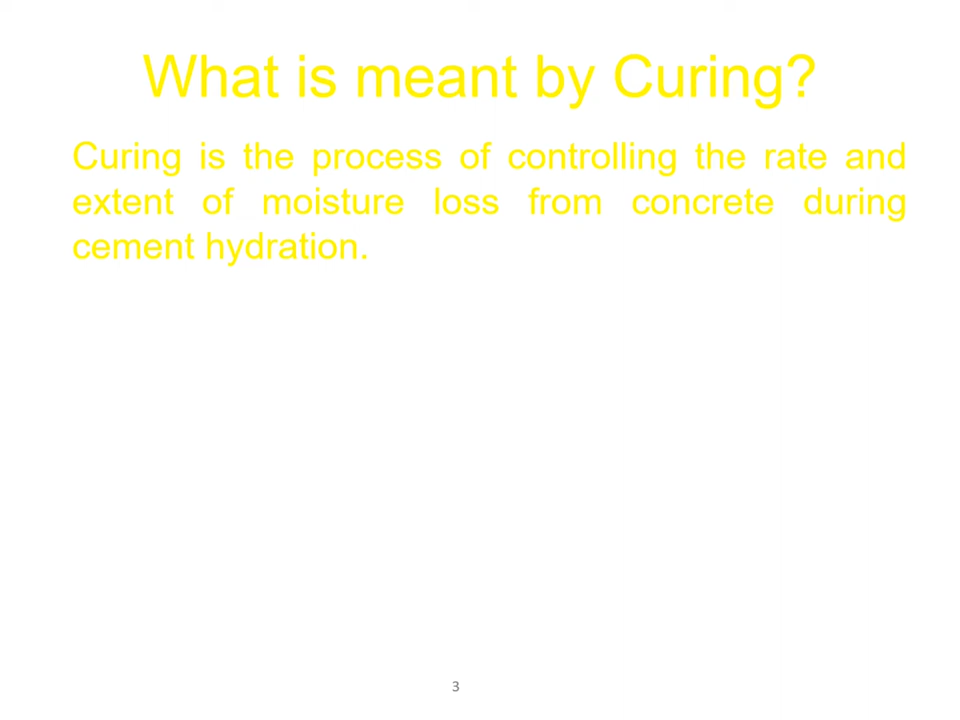 What is meant by Curing?
Curing is the process of controlling the rate and
extent of moisture loss from concrete during
cement hydration.
3